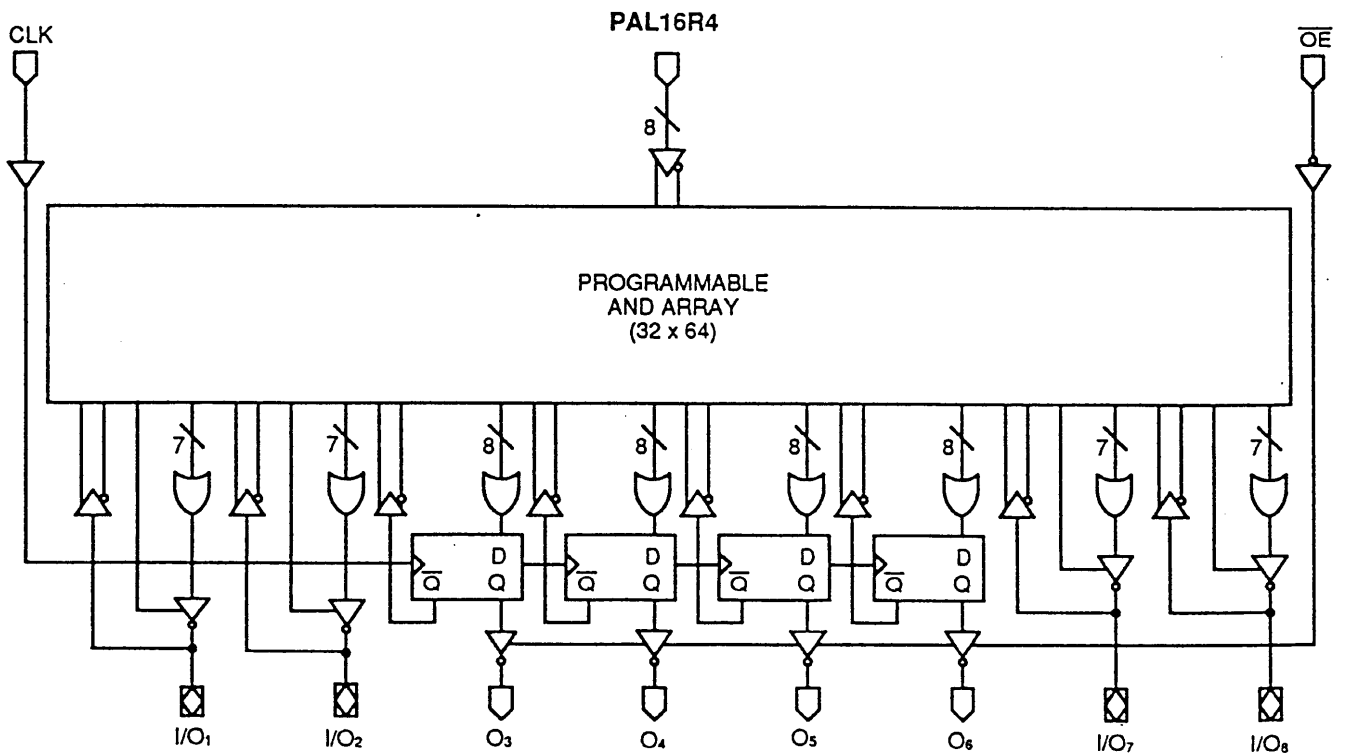 PAL16R4
CLK
OE
8
PROGRAMMABLE
AND ARRAY
(32 x 64)
7
7
8
8
8
8
7
7
D
Q
Q
D
Q
Q
D
Q
Q
D
Q
Q
I/O1
I/O2
O3
O4
O5
O6
I/O7
I/O8